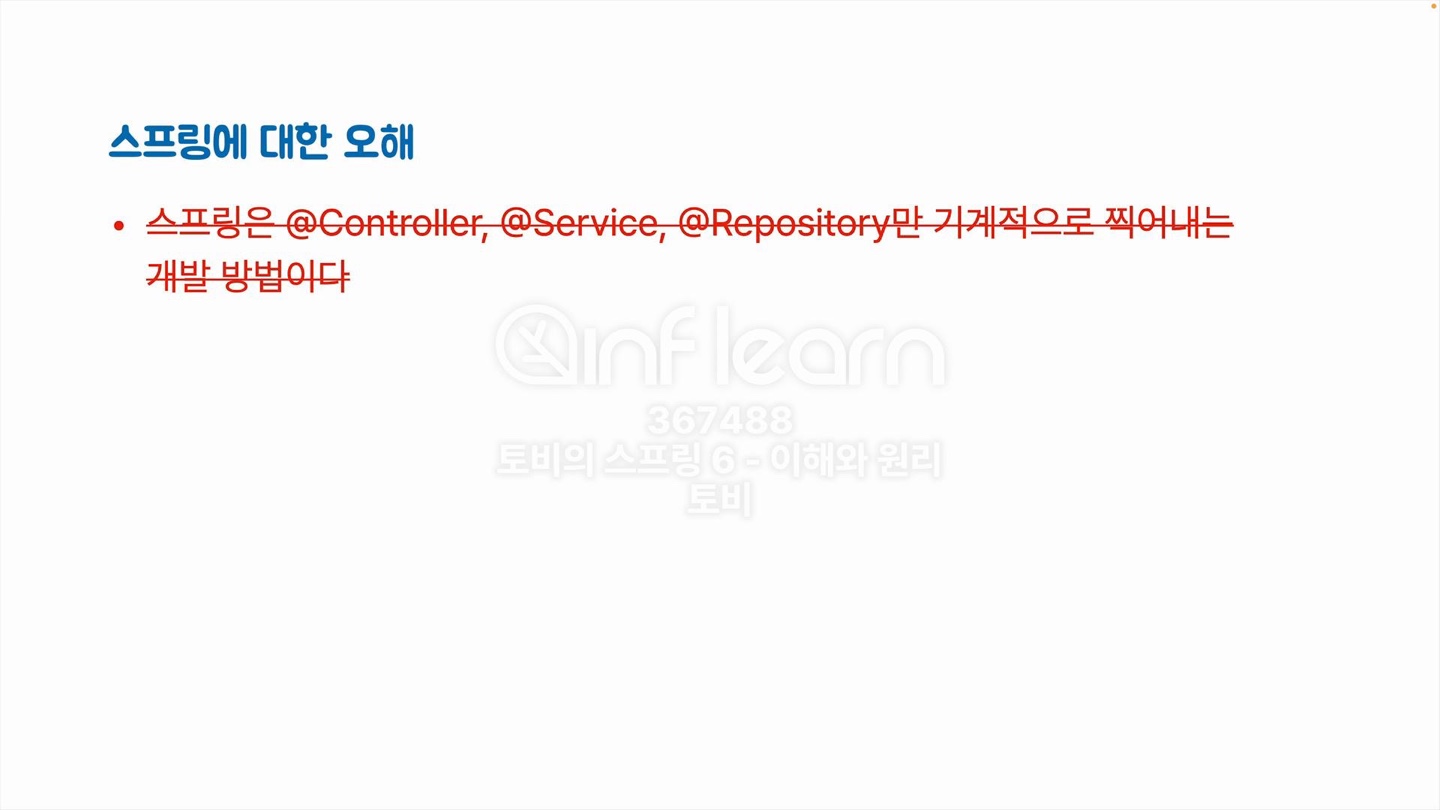 스프링에 대한 오해
• 스프링은 @Controller, @Service, @Repository만 기계적으로 찍어내는
개발 방법이다
inflearn
367488
토비의 스프링 6 - 이해와 원리
토비